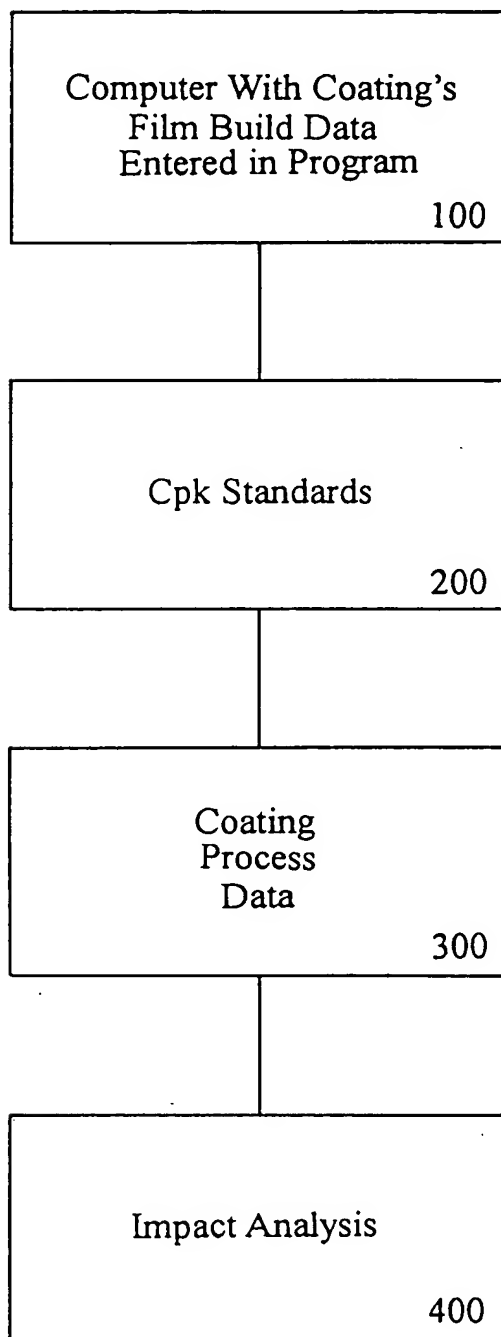 Computer With Coating's
Film Build Data
Entered in Program
100
Cpk Standards
200
Coating
Process
Data
300
Impact Analysis
400